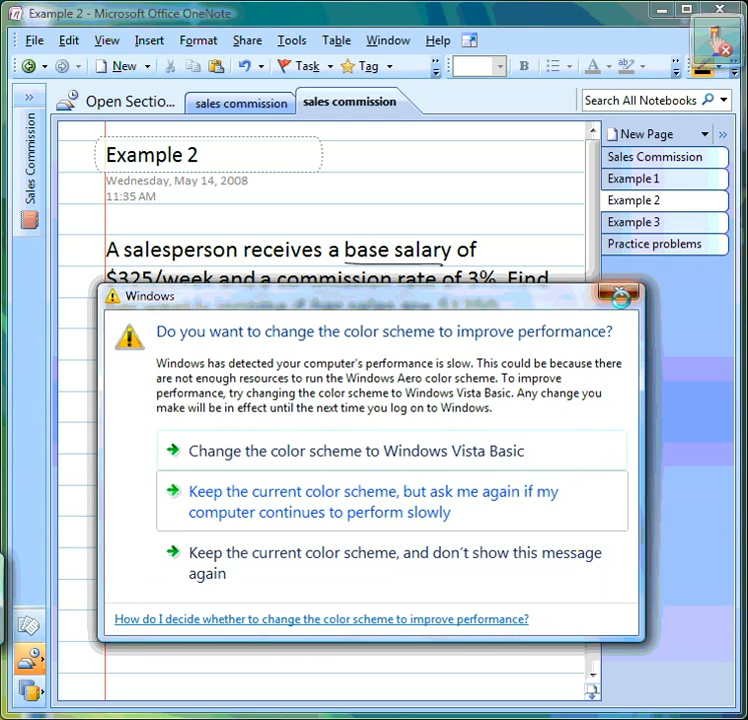 Example 2 - Microsoft Office OneNote
File Edit View Insert Format Share Tools Table Window Help
New Task Tag B
Open Sectio... sales commission sales commission Search All Notebooks
Sales Commission
New Page
Sales Commission
Example 1
Example 2
Example 3
Practice problems
Example 2
Wednesday, May 14, 2008
11:35 AM
A salesperson receives a base salary of
$325/week and a commission rate of 3%. Find
Windows
Do you want to change the color scheme to improve performance?
Windows has detected your computer's performance is slow. This could be because there
are not enough resources to run the Windows Aero color scheme. To improve
performance, try changing the color scheme to Windows Vista Basic. Any change you
make will be in effect until the next time you log on to Windows.
Change the color scheme to Windows Vista Basic
Keep the current color scheme, but ask me again if my
computer continues to perform slowly
Keep the current color scheme, and don't show this message
again
How do I decide whether to change the color scheme to improve performance?